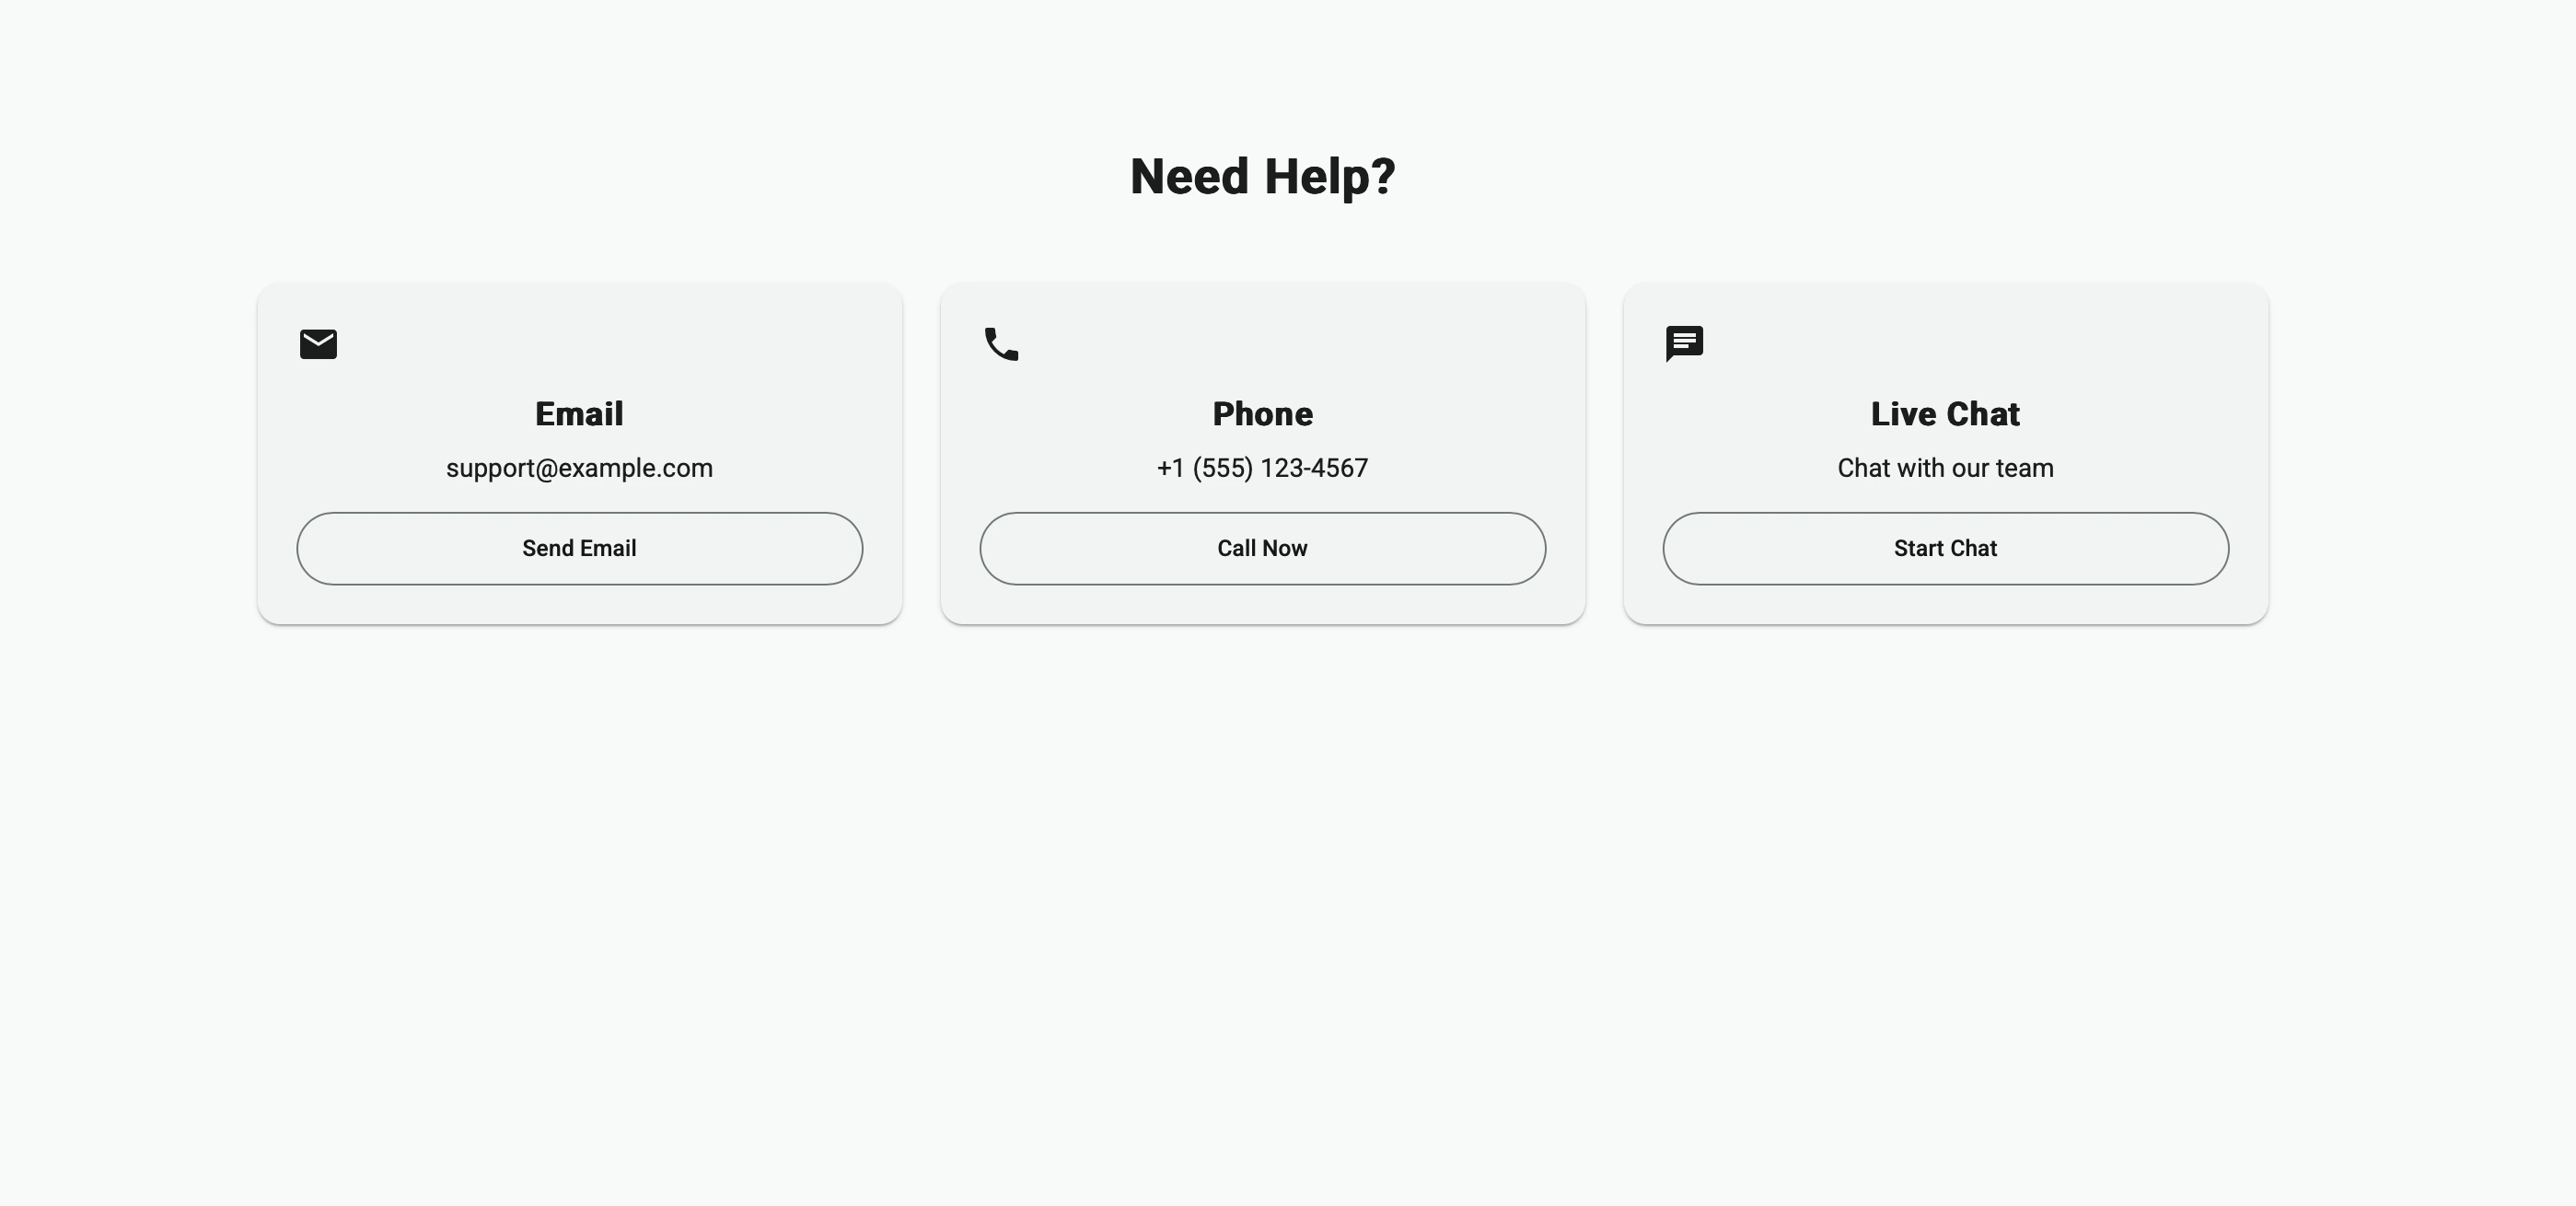 Need Help?
Email
support@example.com
Send Email
Phone
+1 (555) 123-4567
Call Now
Live Chat
Chat with our team
Start Chat